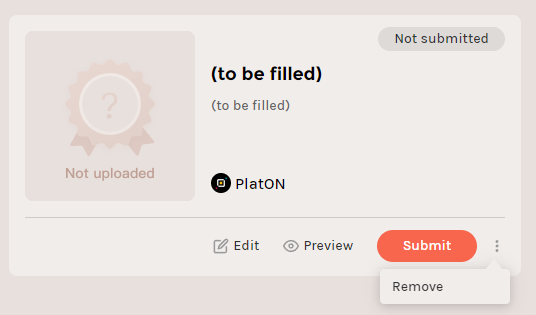 Not submitted
?
Not uploaded
(to be filled)
(to be filled)
PlatON
Edit
Preview
Submit
Remove